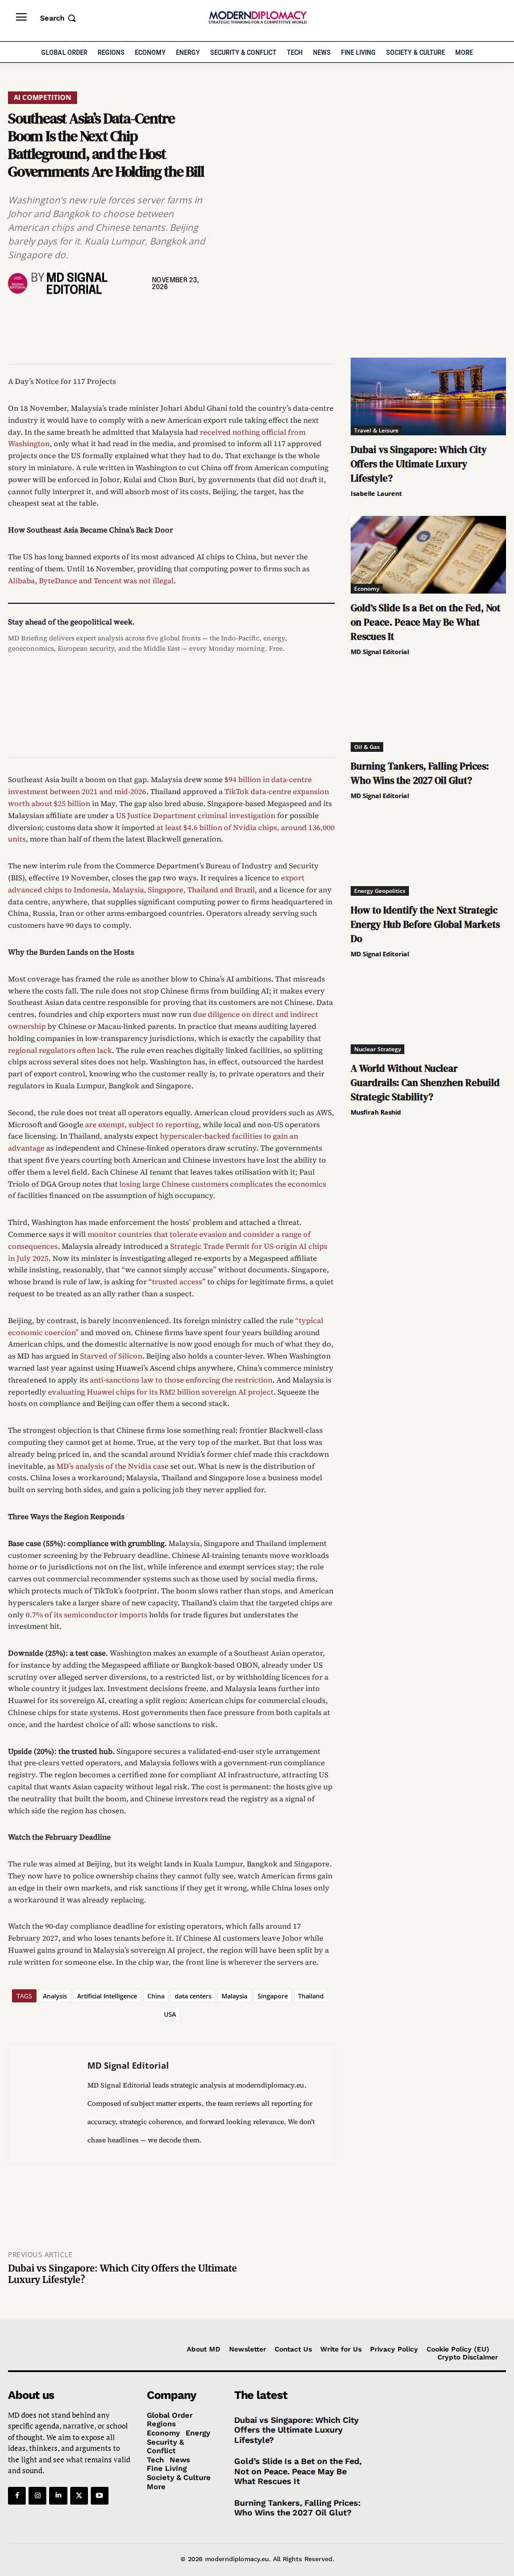 Search
MODERNDIPLOMACY
STRATEGIC THINKING FOR A COMPETITIVE WORLD
GLOBAL ORDER REGIONS ECONOMY ENERGY SECURITY & CONFLICT TECH NEWS FINE LIVING SOCIETY & CULTURE MORE
AI COMPETITION
Southeast Asia's Data-Centre
Boom Is the Next Chip
Battleground, and the Host
Governments Are Holding the Bill
Washington's new rule forces server farms in
Johor and Bangkok to choose between
American chips and Chinese tenants. Beijing
barely pays for it. Kuala Lumpur, Bangkok and
Singapore do.
BY MD SIGNAL
EDITORIAL
NOVEMBER 23,
2026
A Day's Notice for 117 Projects
On 18 November, Malaysia's trade minister Johari Abdul Ghani told the country's data-centre
industry it would have to comply with a new American export rule taking effect the next
day. In the same breath he admitted that Malaysia had received nothing official from
Washington, only what it had read in the media, and promised to inform all 117 approved
projects once the US formally explained what they had to do. That exchange is the whole
story in miniature. A rule written in Washington to cut China off from American computing
power will be enforced in Johor, Kulai and Chon Buri, by governments that did not draft it,
cannot fully interpret it, and will absorb most of its costs. Beijing, the target, has the
cheapest seat at the table.
How Southeast Asia Became China's Back Door
The US has long banned exports of its most advanced AI chips to China, but never the
renting of them. Until 16 November, providing that computing power to firms such as
Alibaba, ByteDance and Tencent was not illegal.
Stay ahead of the geopolitical week.
MD Briefing delivers expert analysis across five global fronts — the Indo-Pacific, energy,
geoeconomics, European security, and the Middle East — every Monday morning. Free.
Southeast Asia built a boom on that gap. Malaysia drew some $94 billion in data-centre
investment between 2021 and mid-2026. Thailand approved a TikTok data-centre expansion
worth about $25 billion in May. The gap also bred abuse. Singapore-based Megaspeed and its
Malaysian affiliate are under a US Justice Department criminal investigation for possible
diversion; customs data show it imported at least $4.6 billion of Nvidia chips, around 136,000
units, more than half of them the latest Blackwell generation.
The new interim rule from the Commerce Department's Bureau of Industry and Security
(BIS), effective 19 November, closes the gap two ways. It requires a licence to export
advanced chips to Indonesia, Malaysia, Singapore, Thailand and Brazil, and a licence for any
data centre, anywhere, that supplies significant computing power to firms headquartered in
China, Russia, Iran or other arms-embargoed countries. Operators already serving such
customers have 90 days to comply.
Why the Burden Lands on the Hosts
Most coverage has framed the rule as another blow to China's AI ambitions. That misreads
where the costs fall. The rule does not stop Chinese firms from building AI; it makes every
Southeast Asian data centre responsible for proving that its customers are not Chinese. Data
centres, foundries and chip exporters must now run due diligence on direct and indirect
ownership by Chinese or Macau-linked parents. In practice that means auditing layered
holding companies in low-transparency jurisdictions, which is exactly the capability that
regional regulators often lack. The rule even reaches digitally linked facilities, so splitting
chips across several sites does not help. Washington has, in effect, outsourced the hardest
part of export control, knowing who the customer really is, to private compliance teams and
regulators in Kuala Lumpur, Bangkok and Singapore.
Second, the rule does not treat all operators equally. American cloud providers such as AWS,
Microsoft and Google are exempt, subject to reporting, while local and non-US operators
face licensing. In Thailand, analysts expect hyperscaler-backed facilities to gain an
advantage as independent and Chinese-linked operators draw scrutiny. The governments
that spent five years courting both American and Chinese investors have lost the ability to
offer them a level field. Each Chinese AI tenant that leaves takes utilisation with it; Paul
Triolo of DGA Group notes that losing large Chinese customers complicates the economics
of facilities financed on the assumption of high occupancy.
Third, Washington has made enforcement the hosts' problem and attached a threat.
Commerce says it will monitor countries that tolerate evasion and consider a range of
consequences. Malaysia already introduced a Strategic Trade Permit for US-origin AI chips
in July 2025. Now its minister is investigating alleged re-exports by a Megaspeed affiliate
while insisting, reasonably, that “we cannot simply accuse” without documents. Singapore,
whose brand is rule of law, is asking for “trusted access” to chips for legitimate firms, a quiet
request to be treated as an ally rather than a suspect.
Beijing, by contrast, is barely inconvenienced. Its foreign ministry called the rule “typical
economic coercion” and moved on. Chinese firms have spent four years building around
American chips, and the domestic alternative is now good enough for much of what they do,
as MD has argued in Starved of Silicon. Beijing also holds a counter-lever. When Washington
warned last year against using Huawei's Ascend chips anywhere, China's commerce ministry
threatened to apply its anti-sanctions law to those enforcing the restriction. And Malaysia is
reportedly evaluating Huawei chips for its RM2 billion sovereign AI project. Squeeze the
hosts on compliance and Beijing can offer them a second stack.
The strongest objection is that Chinese firms lose something real: frontier Blackwell-class
computing they cannot get at home. True, at the very top of the market. But that loss was
already being priced in, and the scandal around Nvidia's former chief made this crackdown
inevitable, as MD's analysis of the Nvidia case set out. What is new is the distribution of
costs. China loses a workaround; Malaysia, Thailand and Singapore lose a business model
built on serving both sides, and gain a policing job they never applied for.
Three Ways the Region Responds
Base case (55%): compliance with grumbling. Malaysia, Singapore and Thailand implement
customer screening by the February deadline. Chinese AI-training tenants move workloads
home or to jurisdictions not on the list, while inference and exempt services stay; the rule
carves out commercial recommender systems such as those used by social media firms,
which protects much of TikTok's footprint. The boom slows rather than stops, and American
hyperscalers take a larger share of new capacity. Thailand's claim that the targeted chips are
only 0.7% of its semiconductor imports holds for trade figures but understates the
investment hit.
Downside (25%): a test case. Washington makes an example of a Southeast Asian operator,
for instance by adding the Megaspeed affiliate or Bangkok-based OBON, already under US
scrutiny over alleged server diversions, to a restricted list, or by withholding licences from a
country it judges lax. Investment decisions freeze, and Malaysia leans further into
Huawei for its sovereign AI, creating a split region: American chips for commercial clouds,
Chinese chips for state systems. Host governments then face pressure from both capitals at
once, the worst of all: whose sanctions to risk.
Upside (20%): the trusted hub. Singapore secures a validated-end-user style arrangement
that pre-clears vetted operators, and Malaysia follows with a government-run compliance
registry. The region becomes a certified zone for compliant AI infrastructure, attracting US
capital that wants Asian capacity without legal risk. The cost is permanent: the hosts give up
the neutrality that built the boom, and Chinese investors read the registry as a signal of
which side the region has chosen.
Watch the February Deadline
The rule was aimed at Beijing, but its weight lands in Kuala Lumpur, Bangkok and Singapore.
They now have to police ownership chains they cannot fully see, watch American firms gain
an edge in their own markets, and risk sanctions if they get it wrong, while China loses only
a workaround it was already replacing.
Watch the 90-day compliance deadline for existing operators, which falls around 17
February 2027, and who loses tenants before it. If Chinese AI customers leave Johor while
Huawei gains ground in Malaysia's sovereign AI project, the region will have been split by a
rule written to contain someone else. In the chip war, the front line is wherever the servers are.
TAGS Analysis Artificial Intelligence China data centers Malaysia Singapore Thailand
USA
MD Signal Editorial
MD Signal Editorial leads strategic analysis at moderndiplomacy.eu.
Composed of subject matter experts, the team reviews all reporting for
accuracy, strategic coherence, and forward looking relevance. We don't
chase headlines — we decode them.
PREVIOUS ARTICLE
Dubai vs Singapore: Which City Offers the Ultimate
Luxury Lifestyle?
Travel & Leisure
Dubai vs Singapore: Which City
Offers the Ultimate Luxury
Lifestyle?
Isabelle Laurent
Economy
Gold's Slide Is a Bet on the Fed, Not
on Peace. Peace May Be What
Rescues It
MD Signal Editorial
Oil & Gas
Burning Tankers, Falling Prices:
Who Wins the 2027 Oil Glut?
MD Signal Editorial
Energy Geopolitics
How to Identify the Next Strategic
Energy Hub Before Global Markets
Do
MD Signal Editorial
Nuclear Strategy
A World Without Nuclear
Guardrails: Can Shenzhen Rebuild
Strategic Stability?
Musfirah Rashid
About MD Newsletter Contact Us Write for Us Privacy Policy Cookie Policy (EU)
Crypto Disclaimer
About us
MD does not stand behind any
specific agenda, narrative, or school
of thought. We aim to expose all
ideas, thinkers, and arguments to
the light and see what remains valid
and sound.
Company
Global Order
Regions
Economy Energy
Security &
Conflict
Tech News
Fine Living
Society & Culture
More
The latest
Dubai vs Singapore: Which City
Offers the Ultimate Luxury
Lifestyle?
Gold's Slide Is a Bet on the Fed,
Not on Peace. Peace May Be
What Rescues It
Burning Tankers, Falling Prices:
Who Wins the 2027 Oil Glut?
© 2026 moderndiplomacy.eu. All Rights Reserved.